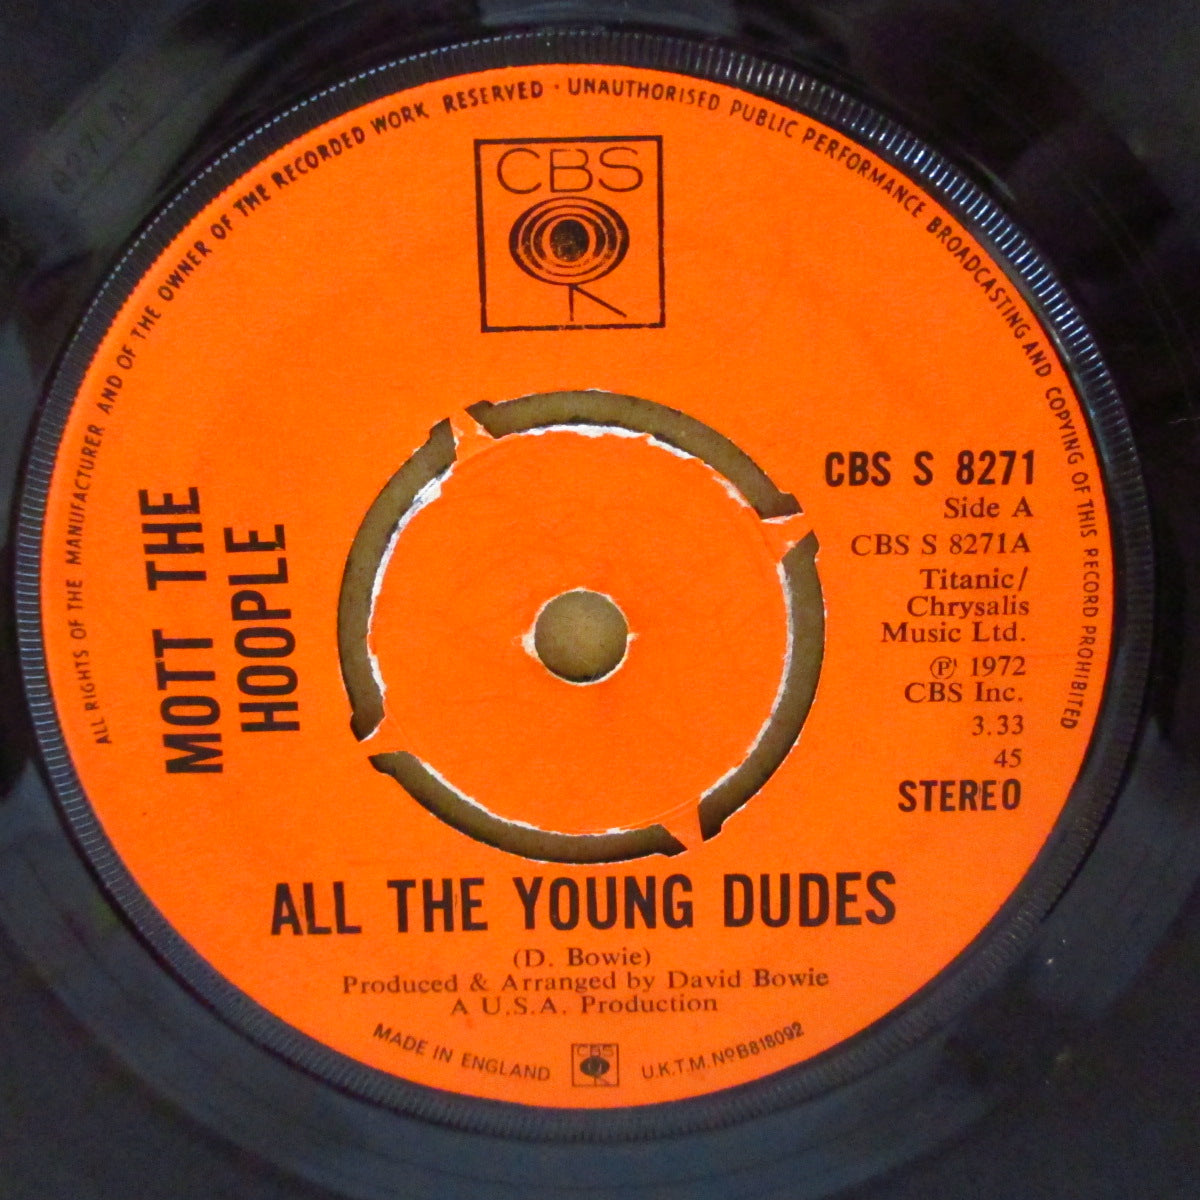 ALL RIGHTS OF THE MANUFACTURER AND OF THE OWNER OF THE RECORDED WORK RESERVED · UNAUTHORISED PUBLIC PERFORMANCE BROADCASTING AND COPYING OF THIS RECORD PROHIBITED
CBS
MOTT THE
HOOPLE
CBS S 8271
Side A
CBS S 8271A
Titanic/
Chrysalis
Music Ltd.
℗ 1972
CBS Inc.
3.33
45
STEREO
ALL THE YOUNG DUDES
(D. Bowie)
Produced & Arranged by David Bowie
A U.S.A. Production
MADE IN ENGLAND
CBS
U.K.T.M. Nº B818092